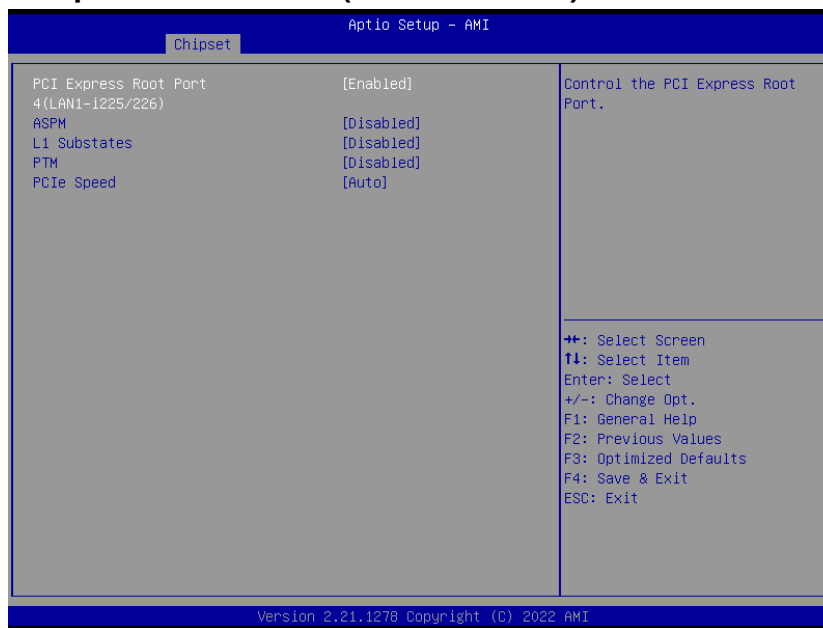 Aptio Setup – AMI
Chipset
PCI Express Root Port [Enabled]
4(LAN1-i225/226)
ASPM [Disabled]
L1 Substates [Disabled]
PTM [Disabled]
PCIe Speed [Auto]
Control the PCI Express Root
Port.
→←: Select Screen
↑↓: Select Item
Enter: Select
+/-: Change Opt.
F1: General Help
F2: Previous Values
F3: Optimized Defaults
F4: Save & Exit
ESC: Exit
Version 2.21.1278 Copyright (C) 2022 AMI